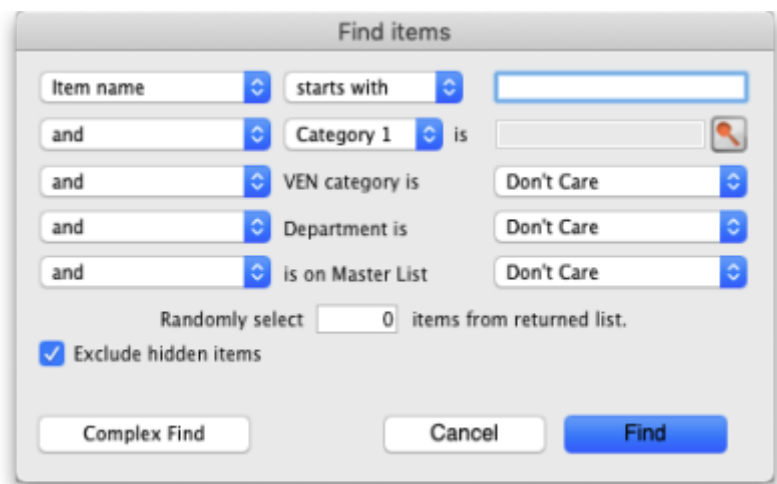 Find items
Item name starts with
and Category 1 is
and VEN category is Don't Care
and Department is Don't Care
and is on Master List Don't Care
Randomly select 0 items from returned list.
Exclude hidden items
Complex Find Cancel Find